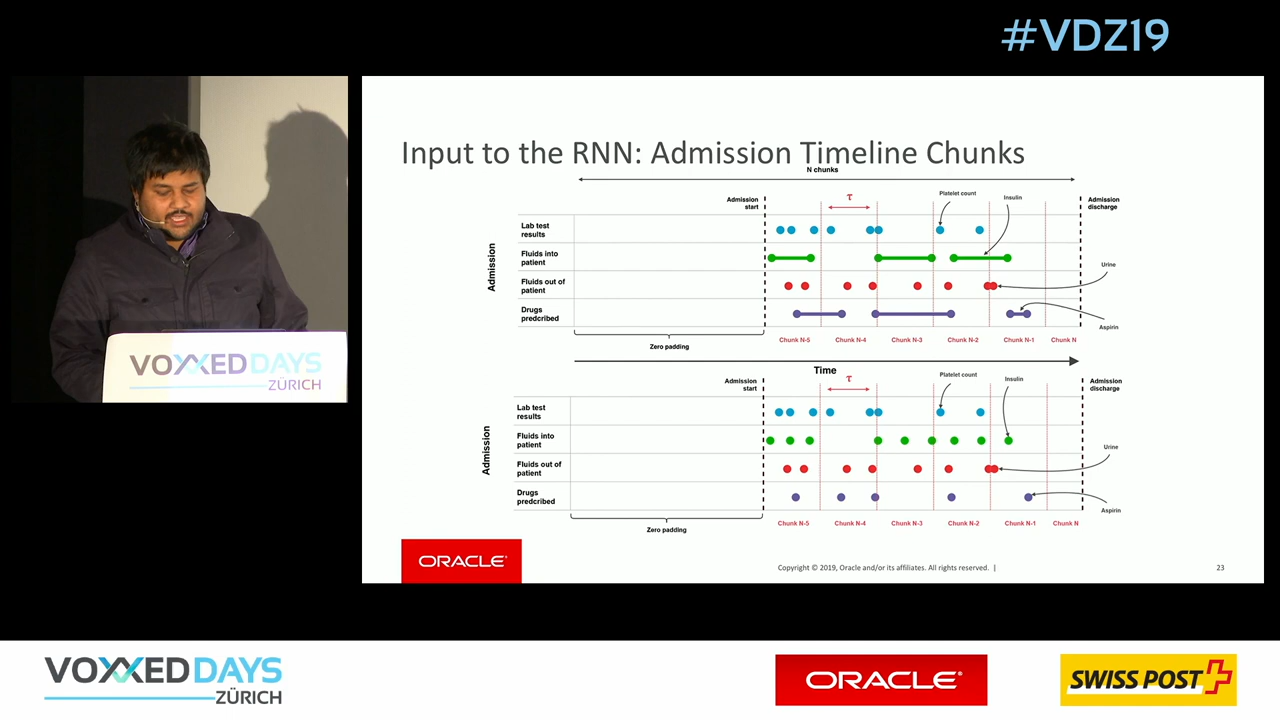 #VDZ19
Input to the RNN: Admission Timeline Chunks
N chunks
Admission
start
τ
Platelet count
Insulin
Admission
discharge
Lab test
results
Fluids into
patient
Admission
Urine
Fluids out of
patient
Drugs
predcribed
Aspirin
Zero padding
Chunk N-5
Chunk N-4
Chunk N-3
Chunk N-2
Chunk N-1
Chunk N
Time
Admission
start
τ
Platelet count
Insulin
Admission
discharge
Lab test
results
Fluids into
patient
Admission
Urine
Fluids out of
patient
Drugs
predcribed
Aspirin
Zero padding
Chunk N-5
Chunk N-4
Chunk N-3
Chunk N-2
Chunk N-1
Chunk N
ORACLE
Copyright © 2019, Oracle and/or its affiliates. All rights reserved. |
23
VOXXED DAYS
ZÜRICH
VOXXED DAYS
ZÜRICH
ORACLE
SWISS POST